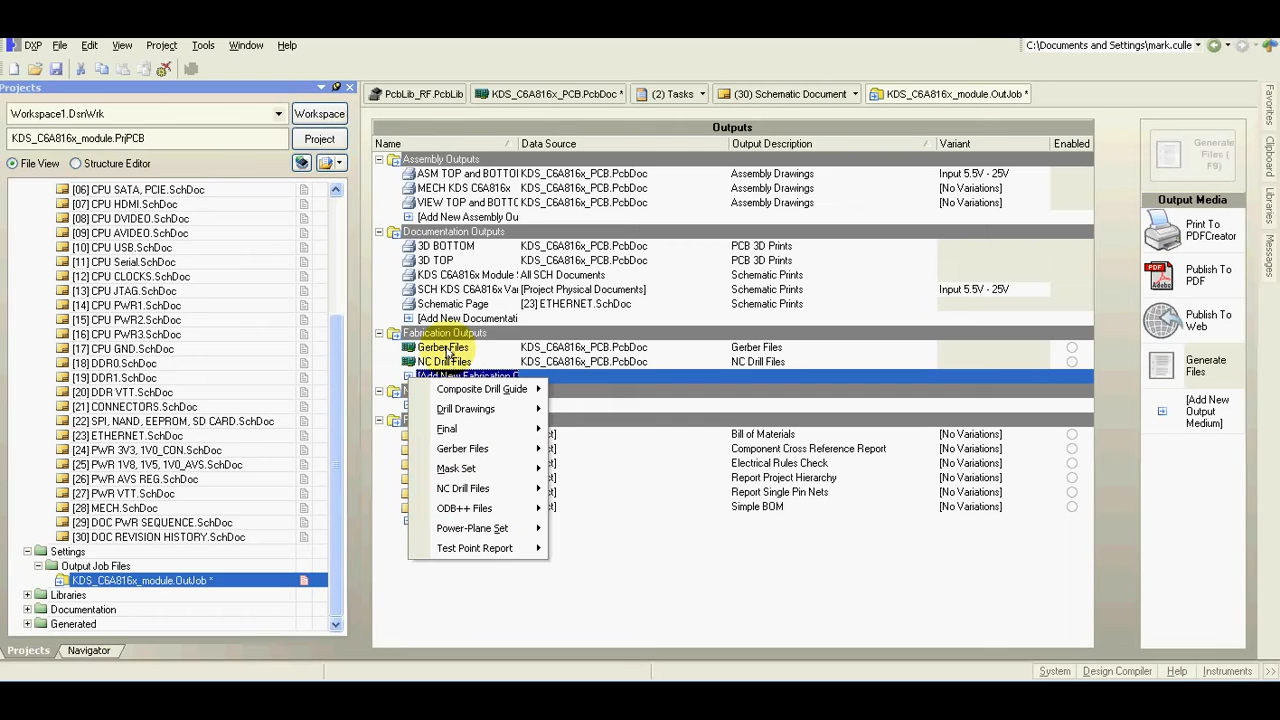 DXP File Edit View Project Tools Window Help
C:\Documents and Settings\mark.culle
Projects
PcbLib_RF.PcbLib
KDS_C6A816x_PCB.PcbDoc *
(2) Tasks
(30) Schematic Document
KDS_C6A816x_module.OutJob *
Workspace1.DsnWrk
Workspace
KDS_C6A816x_module.PrjPCB
Project
File View
Structure Editor
[06] CPU SATA, PCIE.SchDoc
[07] CPU HDMI.SchDoc
[08] CPU DVIDEO.SchDoc
[09] CPU AVIDEO.SchDoc
[10] CPU USB.SchDoc
[11] CPU Serial.SchDoc
[12] CPU CLOCKS.SchDoc
[13] CPU JTAG.SchDoc
[14] CPU PWR1.SchDoc
[15] CPU PWR2.SchDoc
[16] CPU PWR3.SchDoc
[17] CPU GND.SchDoc
[18] DDR0.SchDoc
[19] DDR1.SchDoc
[20] DDR VTT.SchDoc
[21] CONNECTORS.SchDoc
[22] SPI, NAND, EEPROM, SD CARD.SchDoc
[23] ETHERNET.SchDoc
[24] PWR 3V3, 1V0_CON.SchDoc
[25] PWR 1V8, 1V5, 1V0_AVS.SchDoc
[26] PWR AVS REG.SchDoc
[27] PWR VTT.SchDoc
[28] MECH.SchDoc
[29] DOC PWR SEQUENCE.SchDoc
[30] DOC REVISION HISTORY.SchDoc
Settings
Output Job Files
KDS_C6A816x_module.OutJob *
Libraries
Documentation
Generated
Projects
Navigator
Outputs
Name Data Source Output Description Variant Enabled
Assembly Outputs
ASM TOP and BOTTO KDS_C6A816x_PCB.PcbDoc Assembly Drawings Input 5.5V - 25V
MECH KDS C6A816x KDS_C6A816x_PCB.PcbDoc Assembly Drawings [No Variations]
VIEW TOP and BOTTC KDS_C6A816x_PCB.PcbDoc Assembly Drawings [No Variations]
[Add New Assembly Ou
Documentation Outputs
3D BOTTOM KDS_C6A816x_PCB.PcbDoc PCB 3D Prints
3D TOP KDS_C6A816x_PCB.PcbDoc PCB 3D Prints
KDS C6A816x Module All SCH Documents Schematic Prints
SCH KDS C6A816x Va [Project Physical Documents] Schematic Prints Input 5.5V - 25V
Schematic Page [23] ETHERNET.SchDoc Schematic Prints
[Add New Documentati
Fabrication Outputs
Gerber Files KDS_C6A816x_PCB.PcbDoc Gerber Files
NC Drill Files KDS_C6A816x_PCB.PcbDoc NC Drill Files
[Add New Fabrication O
Composite Drill Guide
Drill Drawings
Final
Gerber Files
Mask Set
NC Drill Files
ODB++ Files
Power-Plane Set
Test Point Report
Bill of Materials [No Variations]
Component Cross Reference Report [No Variations]
Electrical Rules Check [No Variations]
Report Project Hierarchy [No Variations]
Report Single Pin Nets [No Variations]
Simple BOM [No Variations]
Generate
Files (
F9)
Output Media
Print To
PDFCreator
PDF
Adobe
Publish To
PDF
Publish To
Web
Generate
Files
[Add New
Output
Medium]
Favorites
Clipboard
Libraries
Messages
System Design Compiler Help Instruments >>